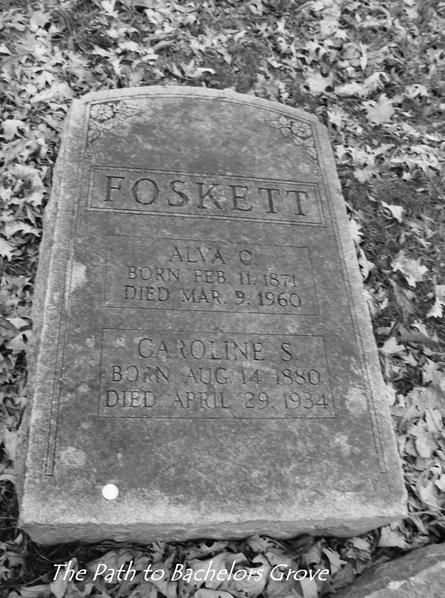 FOSKETT
ALVA C.
BORN FEB. 11, 1871
DIED MAR. 9, 1960
CAROLINE S.
BORN AUG. 14, 1880
DIED APRIL 29, 1934
The Path to Bachelors Grove